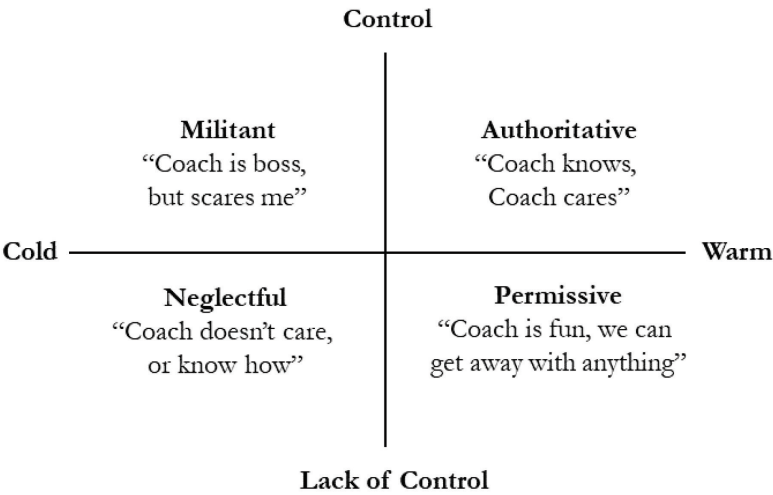 Control
Militant
“Coach is boss,
but scares me”
Authoritative
“Coach knows,
Coach cares”
Cold
Warm
Neglectful
“Coach doesn’t care,
or know how”
Permissive
“Coach is fun, we can
get away with anything”
Lack of Control